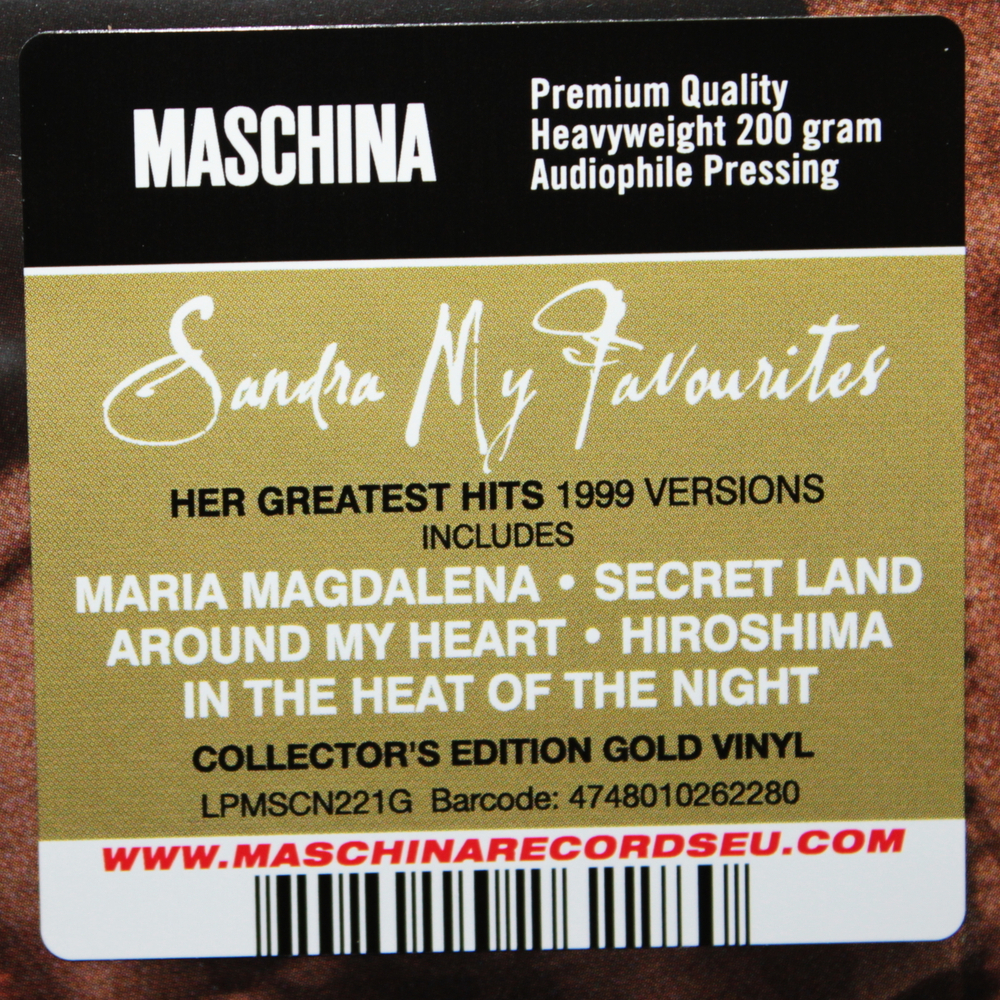 MASCHINA
Premium Quality
Heavyweight 200 gram
Audiophile Pressing
Sandra My Favourites
HER GREATEST HITS 1999 VERSIONS
INCLUDES
MARIA MAGDALENA • SECRET LAND
AROUND MY HEART • HIROSHIMA
IN THE HEAT OF THE NIGHT
COLLECTOR'S EDITION GOLD VINYL
LPMSCN221G Barcode: 4748010262280
WWW.MASCHINARECORDSEU.COM